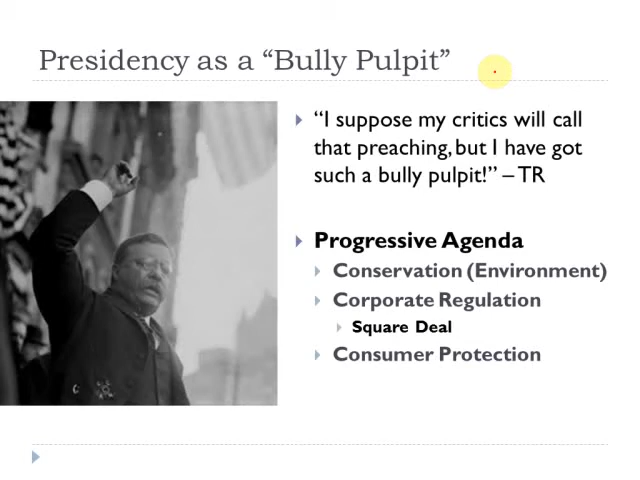 Presidency as a “Bully Pulpit”
“I suppose my critics will call
that preaching, but I have got
such a bully pulpit!” – TR
Progressive Agenda
Conservation (Environment)
Corporate Regulation
Square Deal
Consumer Protection